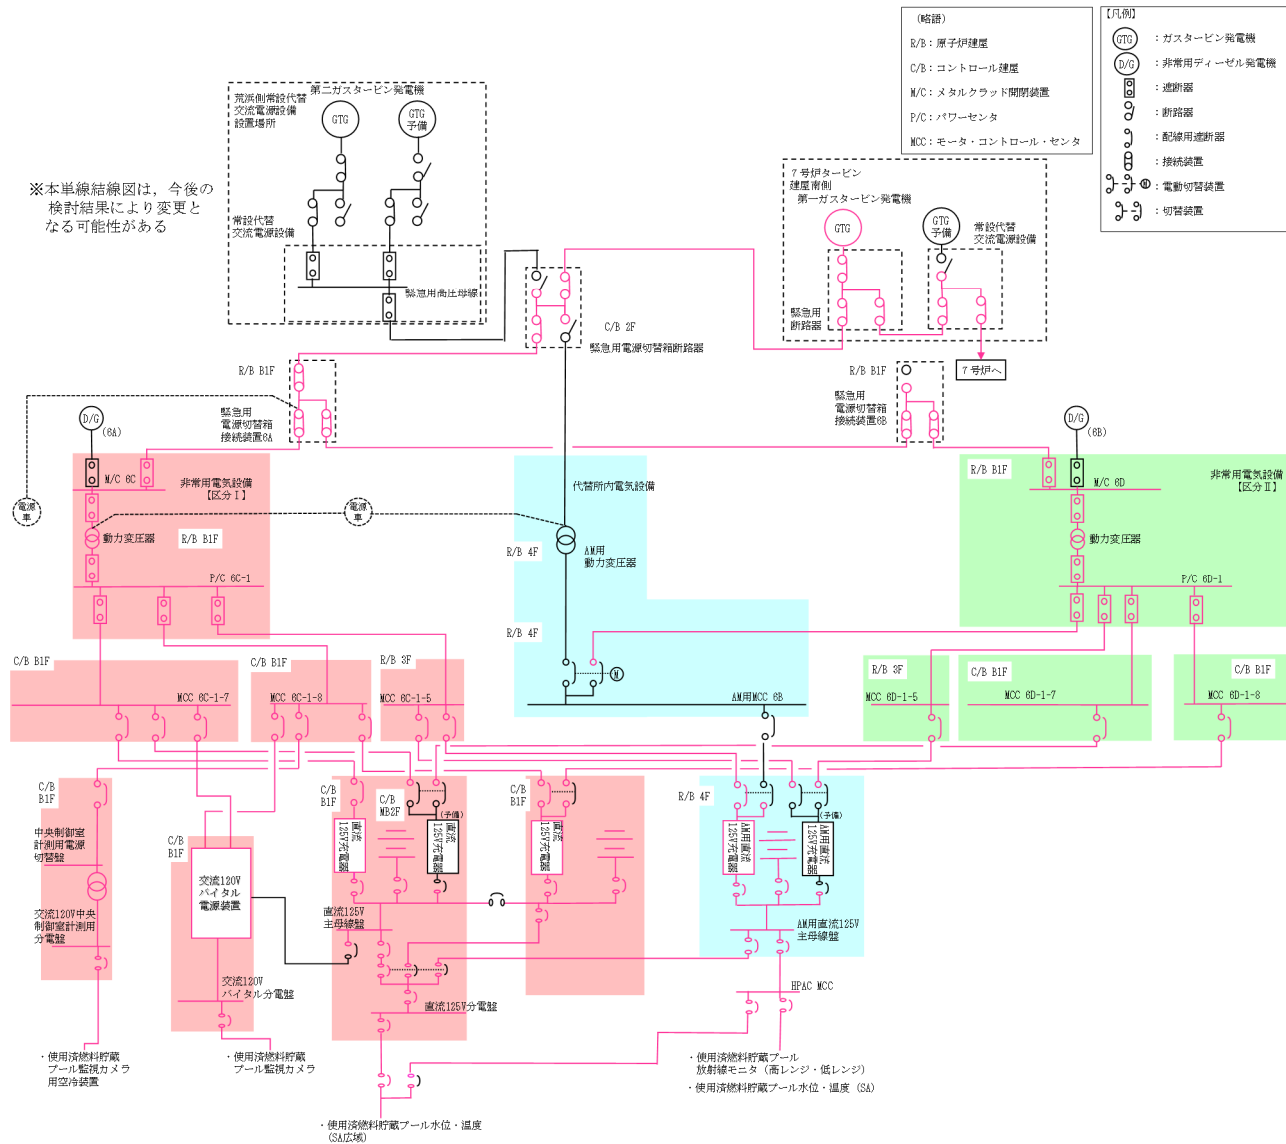 (略語)
R/B：原子炉建屋
C/B：コントロール建屋
M/C：メタルクラッド開閉装置
P/C：パワーセンタ
MCC：モータ・コントロール・センタ
【凡例】
GTG ：ガスタービン発電機
D/G ：非常用ディーゼル発電機
：遮断器
：断路器
：配線用遮断器
：接続装置
M ：電動切替装置
：切替装置
※本単線結線図は，今後の
検討結果により変更と
なる可能性がある
荒浜側常設代替
交流電源設備
設置場所
第二ガスタービン発電機
GTG
GTG
予備
常設代替
交流電源設備
緊急用高圧母線
7号炉タービン
建屋南側
第一ガスタービン発電機
GTG
GTG
予備
常設代替
交流電源設備
緊急用
断路器
7号炉へ
C/B 2F
緊急用電源切替箱断路器
R/B B1F
緊急用
電源切替箱
接続装置6A
R/B B1F
緊急用
電源切替箱
接続装置6B
D/G
(6A)
M/C 6C
非常用電気設備
【区分Ⅰ】
電源
車
動力変圧器
R/B B1F
P/C 6C-1
電源
車
代替所内電気設備
R/B 4F
AM用
動力変圧器
R/B 4F
M
AM用MCC 6B
D/G
(6B)
R/B B1F
M/C 6D
非常用電気設備
【区分Ⅱ】
動力変圧器
P/C 6D-1
C/B B1F
MCC 6C-1-7
C/B B1F
MCC 6C-1-8
R/B 3F
MCC 6C-1-5
R/B 3F
MCC 6D-1-5
C/B B1F
MCC 6D-1-7
C/B B1F
MCC 6D-1-8
C/B
B1F
中央制御室
計測用電源
切替盤
交流120V中央
制御室計測用
分電盤
C/B
B1F
交流120V
バイタル
電源装置
交流120V
バイタル分電盤
C/B
B1F
直流
125V充電器
C/B
MB2F
(予備)
直流
125V充電器
直流125V
主母線盤
直流125V分電盤
C/B
B1F
直流
125V充電器
R/B 4F
AM用直流
125V充電器
(予備)
AM用直流
125V充電器
AM用直流125V
主母線盤
HPAC MCC
・使用済燃料貯蔵
プール監視カメラ
用空冷装置
・使用済燃料貯蔵
プール監視カメラ
・使用済燃料貯蔵プール
放射線モニタ（高レンジ・低レンジ）
・使用済燃料貯蔵プール水位・温度（SA）
・使用済燃料貯蔵プール水位・温度
(SA広域)